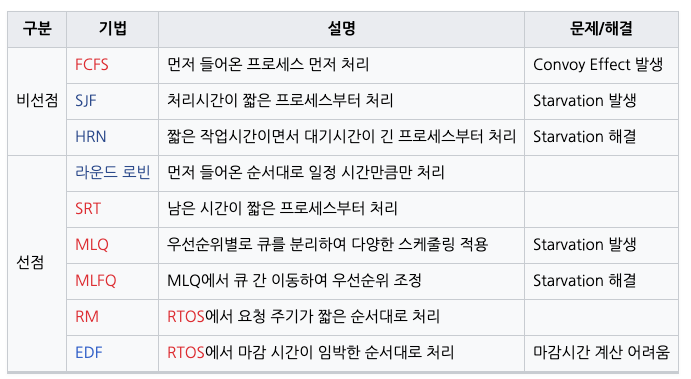 구분 기법 설명 문제/해결
비선점 FCFS 먼저 들어온 프로세스 먼저 처리 Convoy Effect 발생
SJF 처리시간이 짧은 프로세스부터 처리 Starvation 발생
HRN 짧은 작업시간이면서 대기시간이 긴 프로세스부터 처리 Starvation 해결
선점 라운드 로빈 먼저 들어온 순서대로 일정 시간만큼만 처리
SRT 남은 시간이 짧은 프로세스부터 처리
MLQ 우선순위별로 큐를 분리하여 다양한 스케줄링 적용 Starvation 발생
MLFQ MLQ에서 큐 간 이동하여 우선순위 조정 Starvation 해결
RM RTOS에서 요청 주기가 짧은 순서대로 처리
EDF RTOS에서 마감 시간이 임박한 순서대로 처리 마감시간 계산 어려움